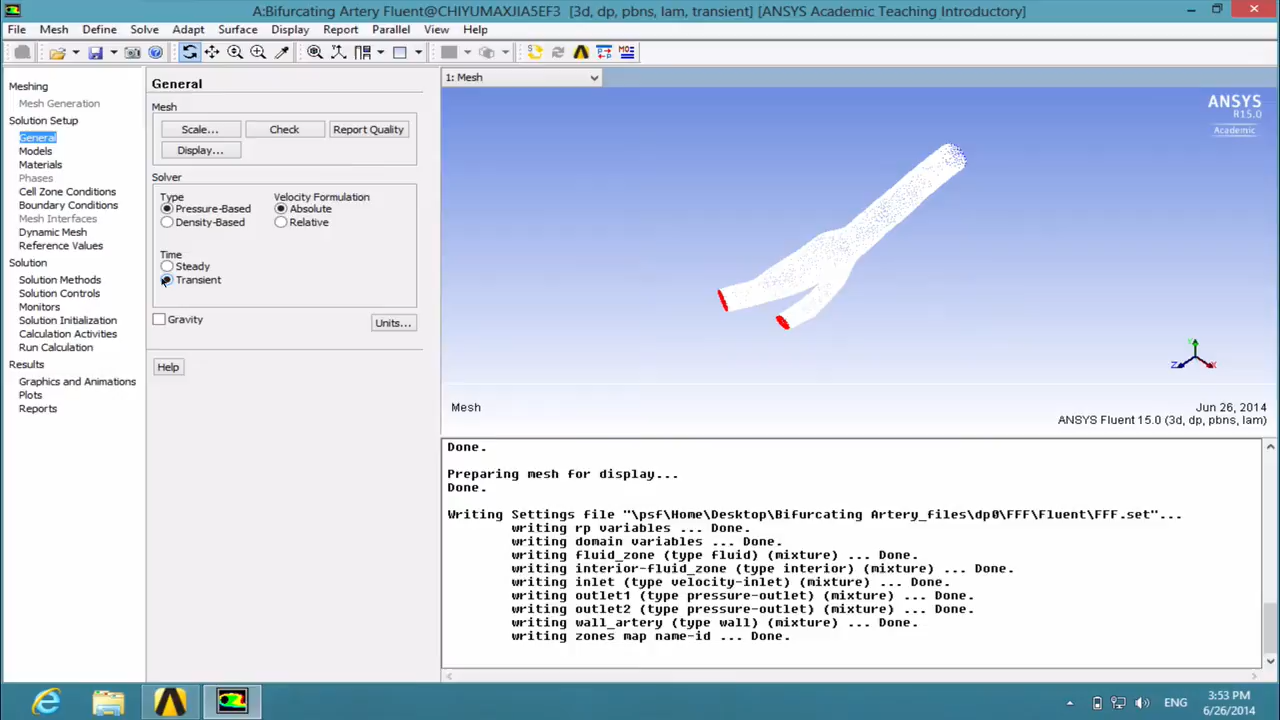 A:Bifurcating Artery Fluent@CHIYUMAXJIA5EF3 [3d, dp, pbns, lam, transient] [ANSYS Academic Teaching Introductory]
File Mesh Define Solve Adapt Surface Display Report Parallel View Help
Meshing
Mesh Generation
Solution Setup
General
Models
Materials
Phases
Cell Zone Conditions
Boundary Conditions
Mesh Interfaces
Dynamic Mesh
Reference Values
Solution
Solution Methods
Solution Controls
Monitors
Solution Initialization
Calculation Activities
Run Calculation
Results
Graphics and Animations
Plots
Reports
General
Mesh
Scale... Check Report Quality
Display...
Solver
Type Velocity Formulation
Pressure-Based Absolute
Density-Based Relative
Time
Steady
Transient
Gravity Units...
Help
1: Mesh
ANSYS
R15.0
Academic
Y
Z X
Mesh Jun 26, 2014
ANSYS Fluent 15.0 (3d, dp, pbns, lam)
Done.
Preparing mesh for display...
Done.
Writing Settings file "\psf\Home\Desktop\Bifurcating Artery_files\dp0\FFF\Fluent\FFF.set"...
writing rp variables ... Done.
writing domain variables ... Done.
writing fluid_zone (type fluid) (mixture) ... Done.
writing interior-fluid_zone (type interior) (mixture) ... Done.
writing inlet (type velocity-inlet) (mixture) ... Done.
writing outlet1 (type pressure-outlet) (mixture) ... Done.
writing outlet2 (type pressure-outlet) (mixture) ... Done.
writing wall_artery (type wall) (mixture) ... Done.
writing zones map name-id ... Done.
ENG
3:53 PM
6/26/2014